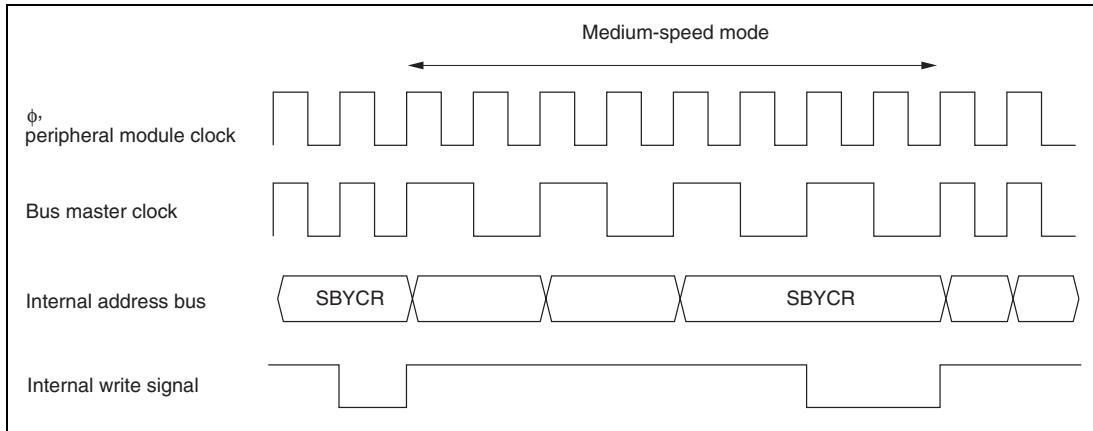 Medium-speed mode
ϕ,
peripheral module clock
Bus master clock
Internal address bus
SBYCR
SBYCR
Internal write signal